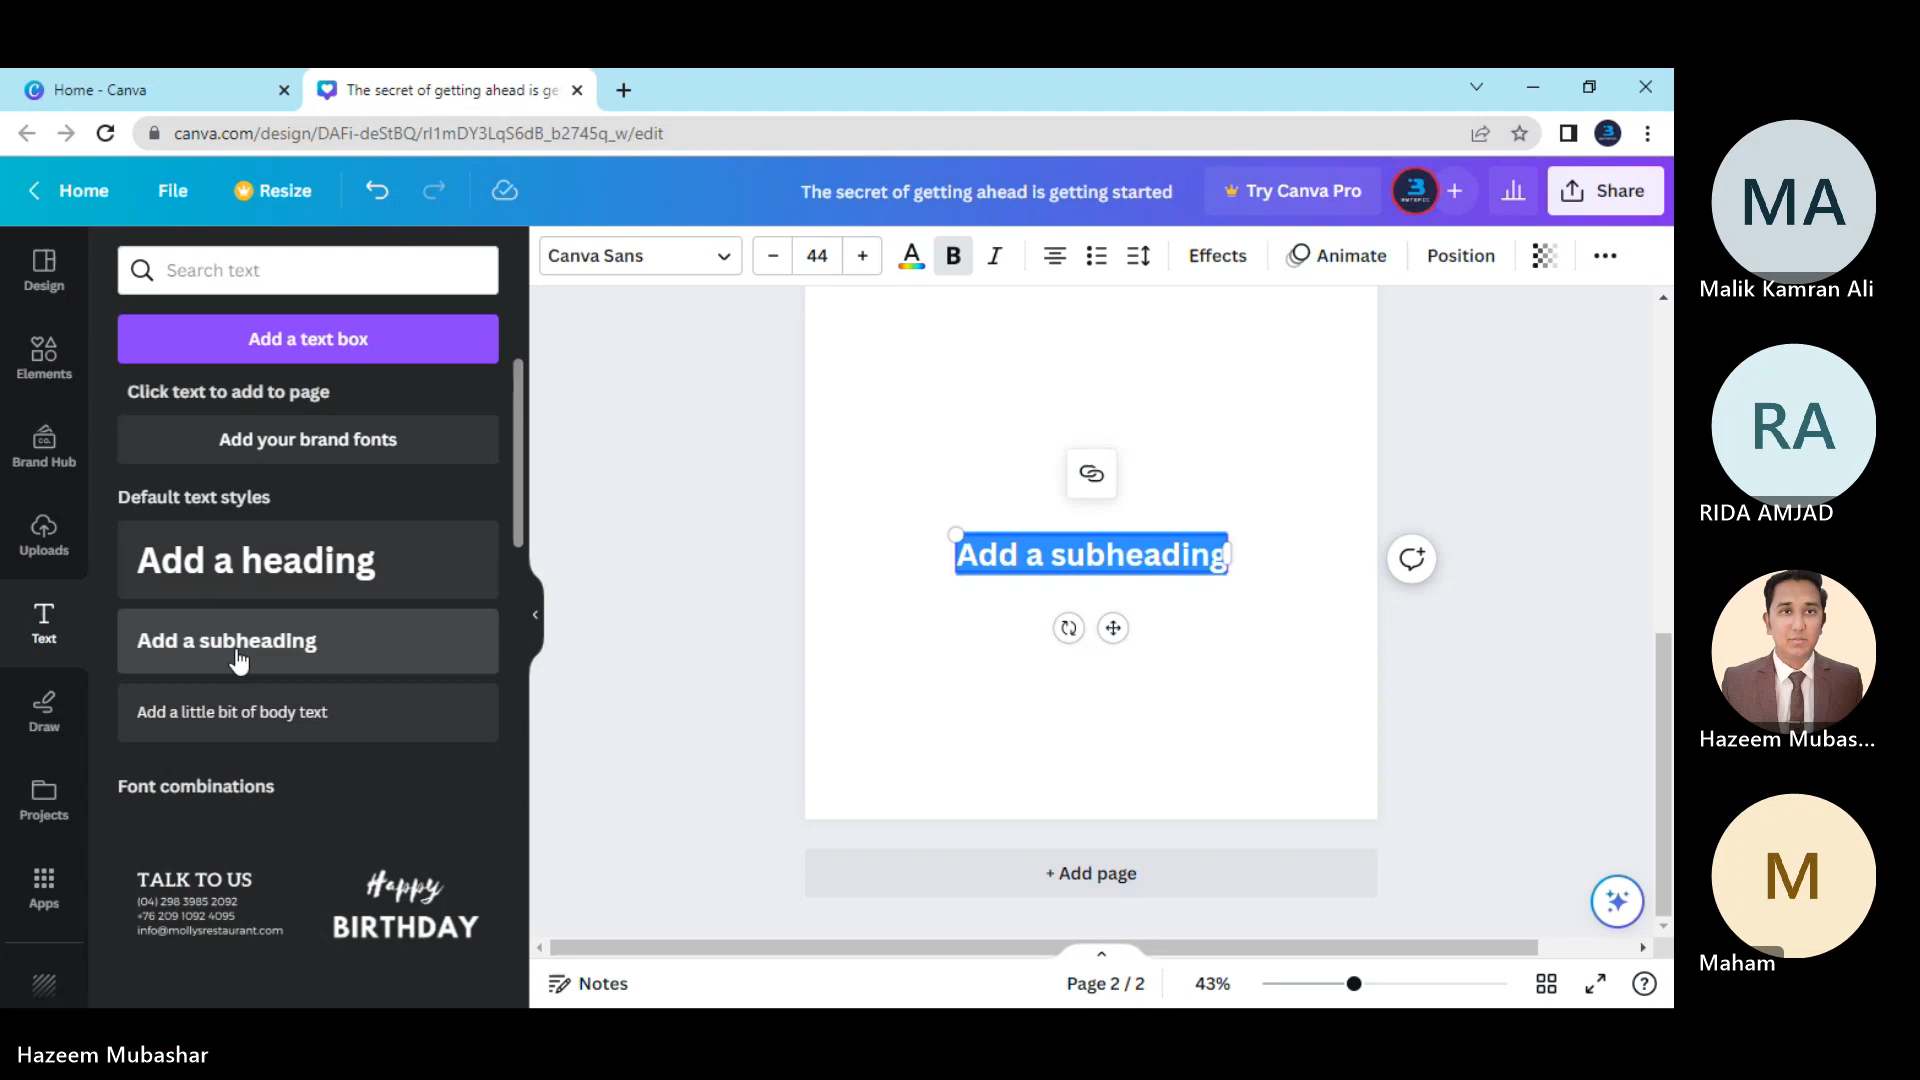 Home - Canva
The secret of getting ahead is ge
canva.com/design/DAFi-deStBQ/rI1mDY3LqS6dB_b2745q_w/edit
Home
File
Resize
The secret of getting ahead is getting started
Try Canva Pro
Share
Design
Elements
Brand Hub
Uploads
Text
Draw
Projects
Apps
Search text
Add a text box
Click text to add to page
Add your brand fonts
Default text styles
Add a heading
Add a subheading
Add a little bit of body text
Font combinations
TALK TO US
(04) 298 3985 2092
+76 209 1092 4095
info@mollysrestaurant.com
Happy
BIRTHDAY
Canva Sans
44
A
B
I
Effects
Animate
Position
Add a subheading
+ Add page
Notes
Page 2 / 2
43%
MA
Malik Kamran Ali
RA
RIDA AMJAD
Hazeem Mubas...
M
Maham
Hazeem Mubashar